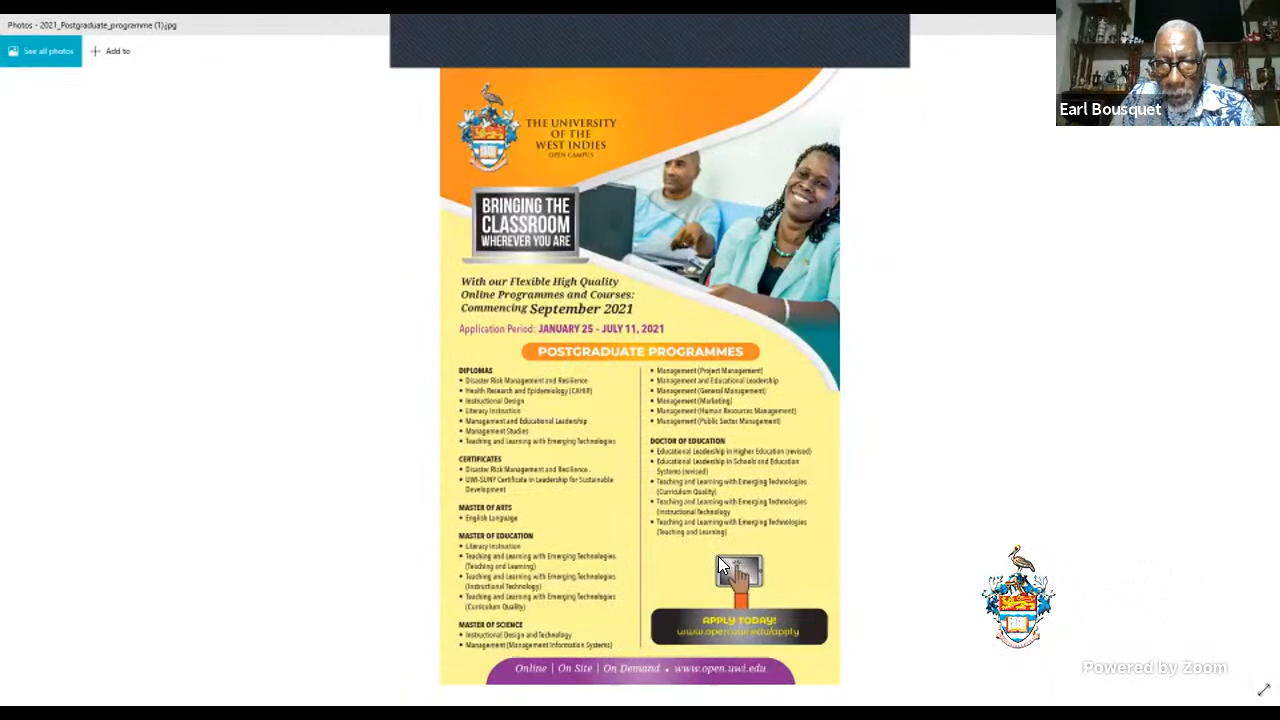 Photos - 2021_Postgraduate_programme (1).jpg
See all photos
Add to
Earl Bousquet
THE UNIVERSITY
OF THE
WEST INDIES
OPEN CAMPUS
BRINGING THE
CLASSROOM
WHEREVER YOU ARE
With our Flexible High Quality
Online Programmes and Courses:
Commencing September 2021
Application Period: JANUARY 25 - JULY 11, 2021
POSTGRADUATE PROGRAMMES
DIPLOMAS
• Disaster Risk Management and Resilience
• Health Research and Epidemiology (CAIHR)
• Instructional Design
• Literacy Instruction
• Management and Educational Leadership
• Management Studies
• Teaching and Learning with Emerging Technologies
CERTIFICATES
• Disaster Risk Management and Resilience .
• UWI-SUNY Certificate in Leadership for Sustainable
Development
MASTER OF ARTS
• English Language
MASTER OF EDUCATION
• Literacy Instruction
• Teaching and Learning with Emerging Technologies
(Teaching and Learning)
• Teaching and Learning with Emerging Technologies
(Instructional Technology)
• Teaching and Learning with Emerging Technologies
(Curriculum Quality)
MASTER OF SCIENCE
• Instructional Design and Technology
• Management (Management Information Systems)
• Management (Project Management)
• Management and Educational Leadership
• Management (General Management)
• Management (Marketing)
• Management (Human Resources Management)
• Management (Public Sector Management)
DOCTOR OF EDUCATION
• Educational Leadership in Higher Education (revised)
• Educational Leadership in Schools and Education
Systems (revised)
• Teaching and Learning with Emerging Technologies
(Curriculum Quality)
• Teaching and Learning with Emerging Technologies
(Instructional Technology
• Teaching and Learning with Emerging Technologies
(Teaching and Learning)
APPLY TODAY!
www.open.uwi.edu/apply
Online | On Site | On Demand • www.open.uwi.edu
Powered by Zoom